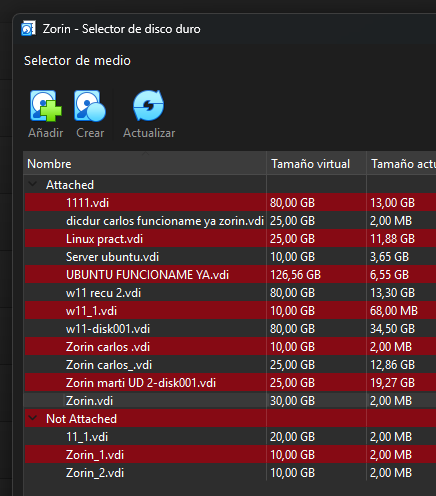 Zorin - Selector de disco duro
Selector de medio
Añadir Crear Actualizar
Nombre Tamaño virtual Tamaño actu
Attached
1111.vdi 80,00 GB 13,00 GB
dicdur carlos funcioname ya zorin.vdi 25,00 GB 2,00 MB
Linux pract.vdi 25,00 GB 11,88 GB
Server ubuntu.vdi 10,00 GB 3,65 GB
UBUNTU FUNCIONAME YA.vdi 126,56 GB 6,55 GB
w11 recu 2.vdi 80,00 GB 13,30 GB
w11_1.vdi 10,00 GB 68,00 MB
w11-disk001.vdi 80,00 GB 34,50 GB
Zorin carlos .vdi 10,00 GB 2,00 MB
Zorin carlos_.vdi 25,00 GB 12,86 GB
Zorin marti UD 2-disk001.vdi 25,00 GB 19,27 GB
Zorin.vdi 30,00 GB 2,00 MB
Not Attached
11_1.vdi 20,00 GB 2,00 MB
Zorin_1.vdi 10,00 GB 2,00 MB
Zorin_2.vdi 10,00 GB 2,00 MB